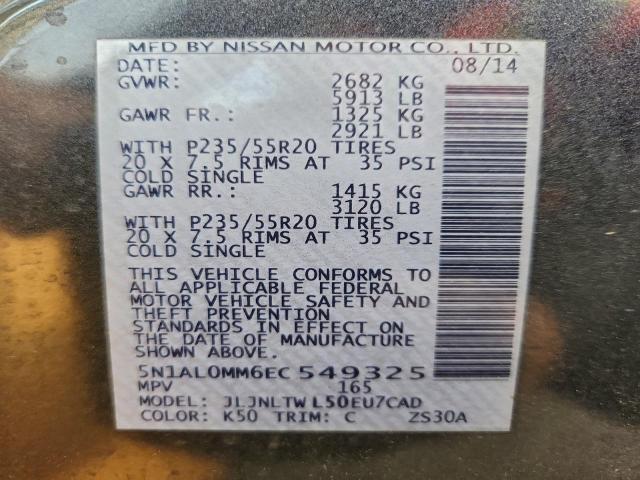 MFD BY NISSAN MOTOR CO., LTD.
DATE: 08/14
GVWR: 2682 KG
5913 LB
GAWR FR.: 1325 KG
2921 LB
WITH P235/55R20 TIRES
20 X 7.5 RIMS AT 35 PSI
COLD SINGLE
GAWR RR.: 1415 KG
3120 LB
WITH P235/55R20 TIRES
20 X 7.5 RIMS AT 35 PSI
COLD SINGLE
THIS VEHICLE CONFORMS TO
ALL APPLICABLE FEDERAL
MOTOR VEHICLE SAFETY AND
THEFT PREVENTION
STANDARDS IN EFFECT ON
THE DATE OF MANUFACTURE
SHOWN ABOVE.
5N1AL0MM6EC 549325
MPV 165
MODEL: JLJNLTW L50EU7CAD
COLOR: K50 TRIM: C ZS30A